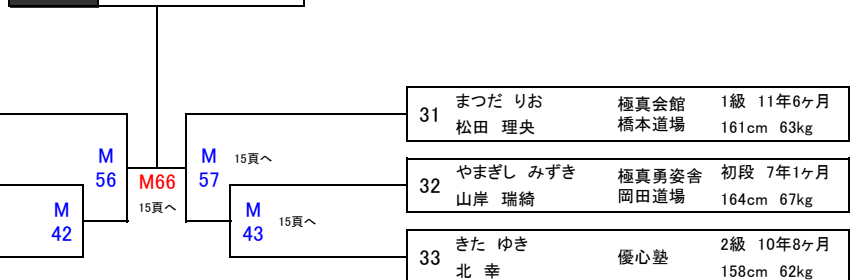 31 まつだ りお 極真会館 1級 11年6ヶ月
松田 理央 橋本道場 161cm 63kg
M 56
M66
15頁へ
M 57
15頁へ
32 やまぎし みずき 極真勇姿舎 初段 7年1ヶ月
山岸 瑞綺 岡田道場 164cm 67kg
M 42
M 43
15頁へ
33 きた ゆき 優心塾 2級 10年8ヶ月
北 幸 158cm 62kg